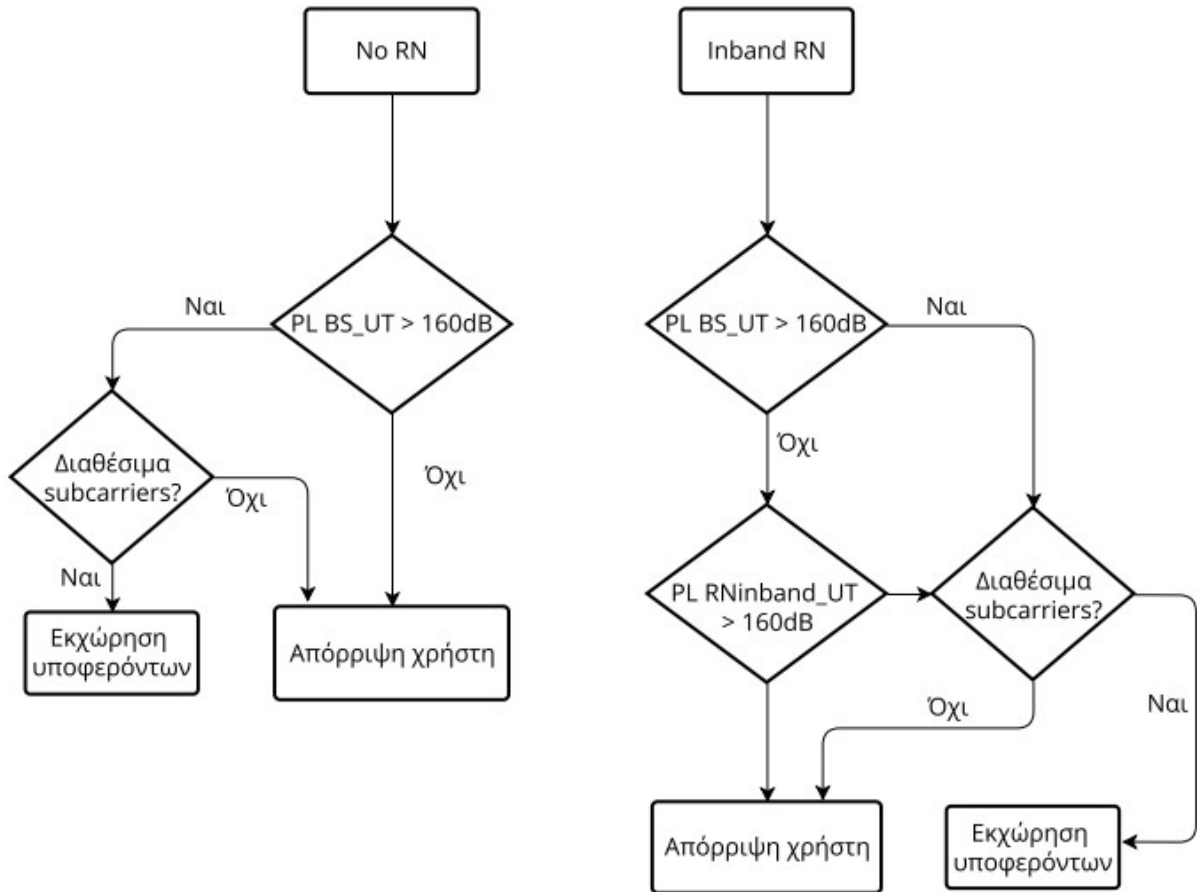 No RN
PL BS_UT > 160dB
Ναι
Όχι
Διαθέσιμα
subcarriers?
Όχι
Ναι
Εκχώρηση
υποφερόντων
Απόρριψη χρήστη
Inband RN
PL BS_UT > 160dB
Ναι
Όχι
PL RNinband_UT
> 160dB
Διαθέσιμα
subcarriers?
Όχι
Ναι
Απόρριψη χρήστη
Εκχώρηση
υποφερόντων